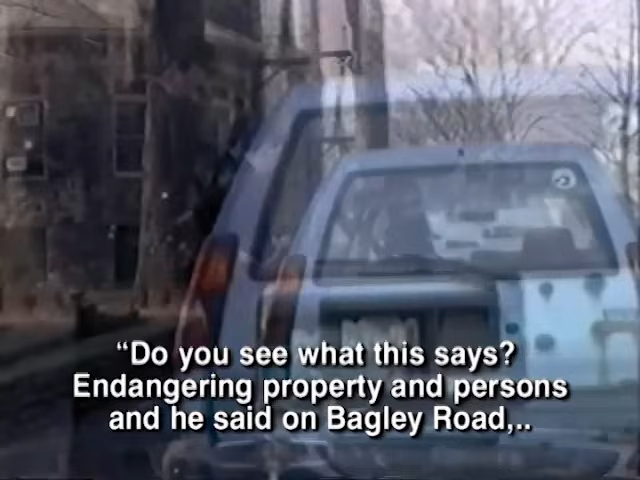 “Do you see what this says?
Endangering property and persons
and he said on Bagley Road,..